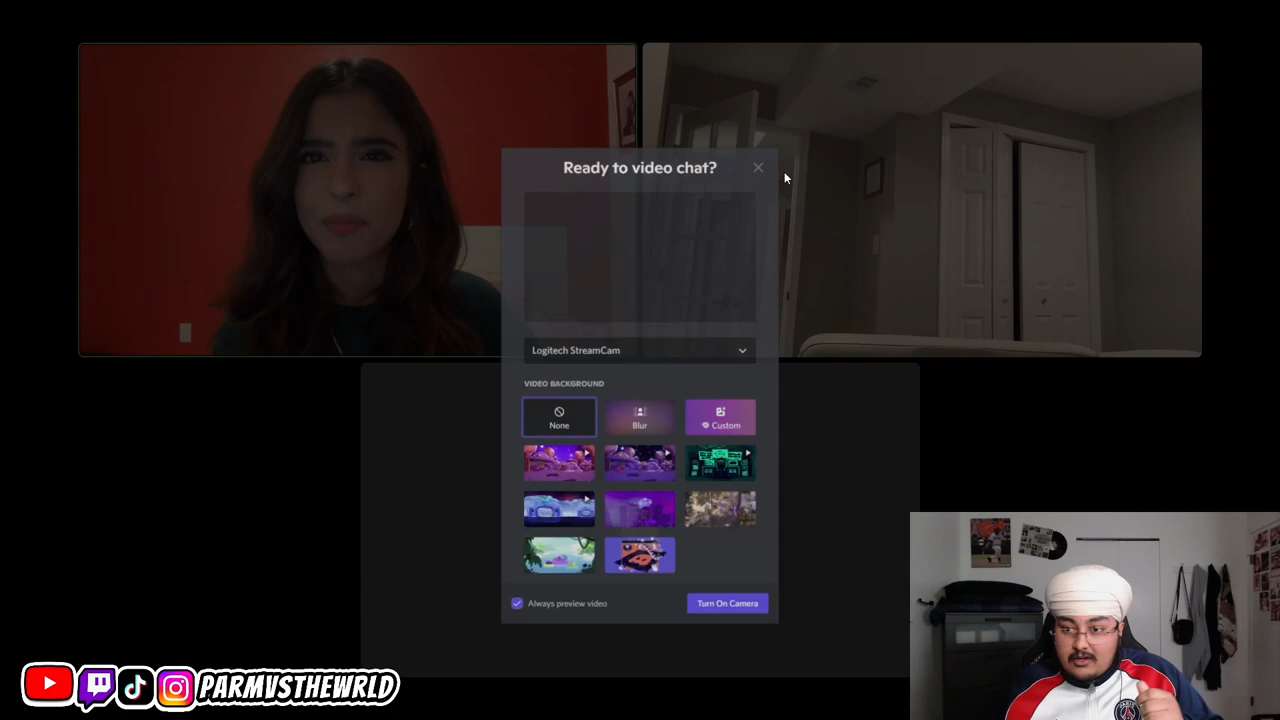 Ready to video chat?
Logitech StreamCam
VIDEO BACKGROUND
None
Blur
Custom
Always preview video
Turn On Camera
PARMVSTHEWRLD